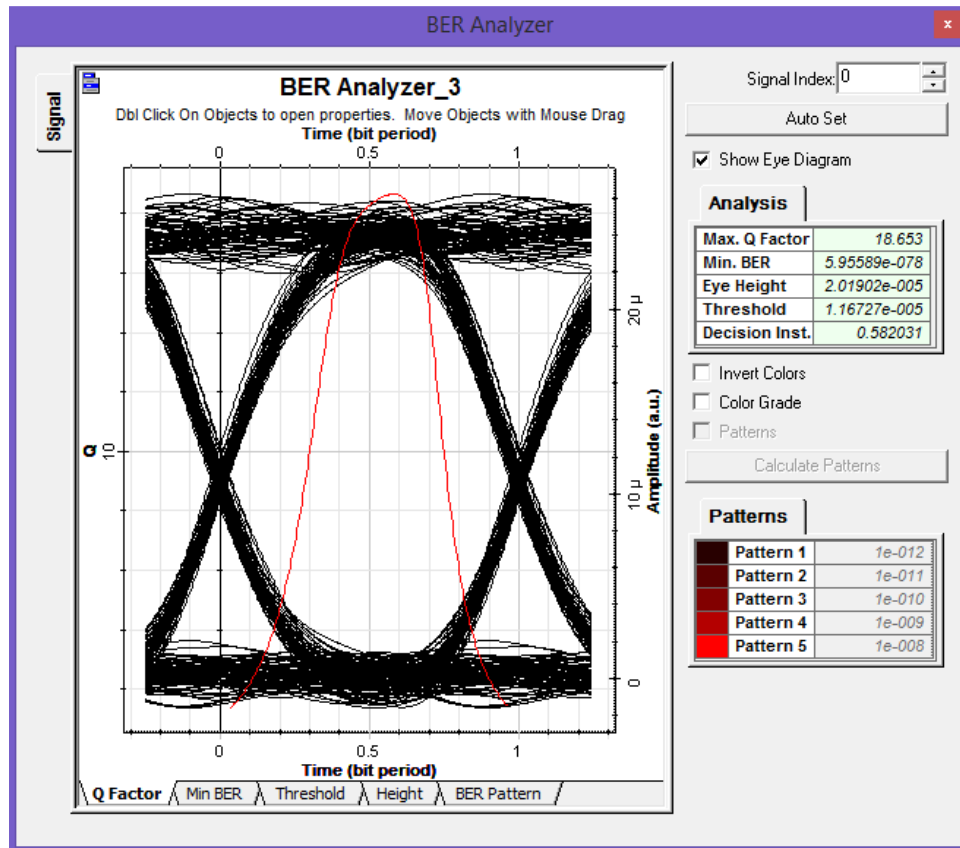 BER Analyzer
x
Signal
BER Analyzer_3
Dbl Click On Objects to open properties. Move Objects with Mouse Drag
Time (bit period)
0 0.5 1
Q
10
20 µ
10 µ
0
Amplitude (a.u.)
0 0.5 1
Time (bit period)
Q Factor Min BER Threshold Height BER Pattern
Signal Index: 0
Auto Set
Show Eye Diagram
Analysis
Max. Q Factor 18.653
Min. BER 5.95589e-078
Eye Height 2.01902e-005
Threshold 1.16727e-005
Decision Inst. 0.582031
Invert Colors
Color Grade
Patterns
Calculate Patterns
Patterns
Pattern 1 1e-012
Pattern 2 1e-011
Pattern 3 1e-010
Pattern 4 1e-009
Pattern 5 1e-008